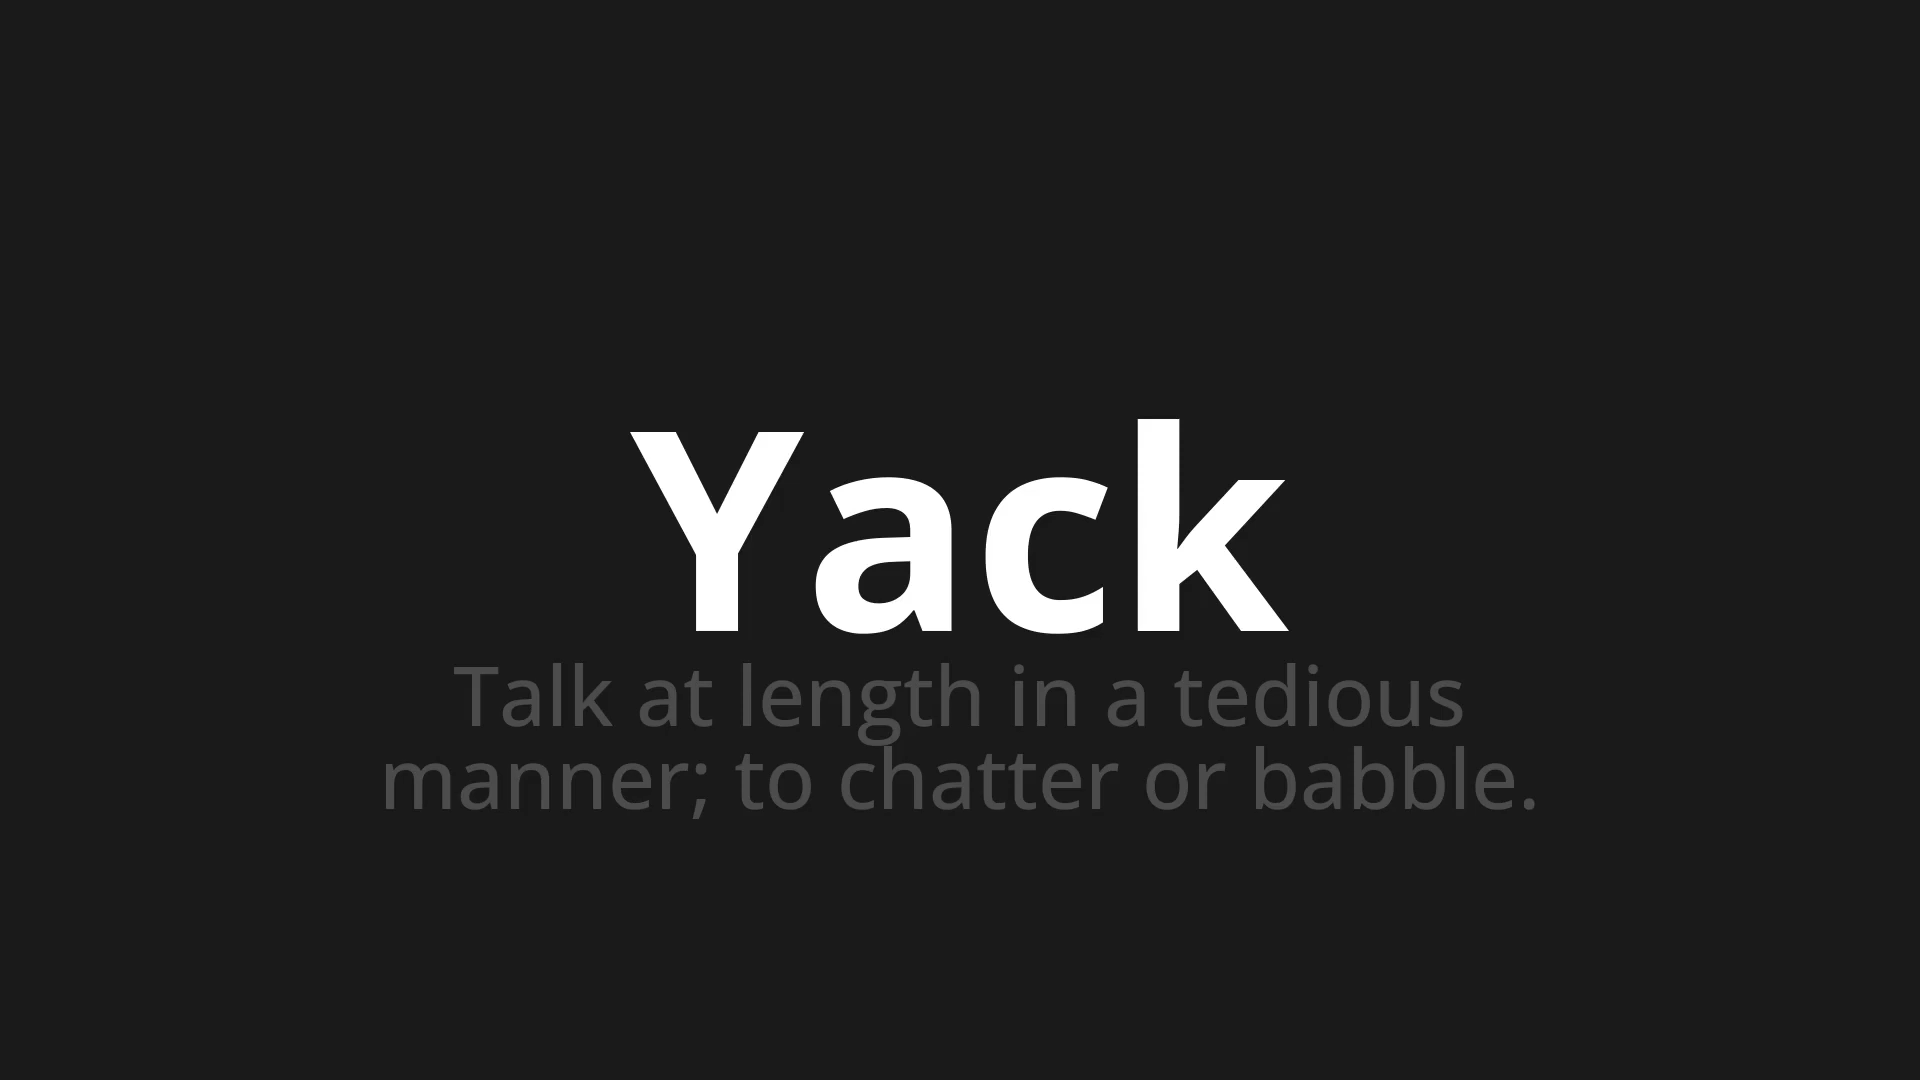 Yack
Talk at length in a tedious
manner; to chatter or babble.